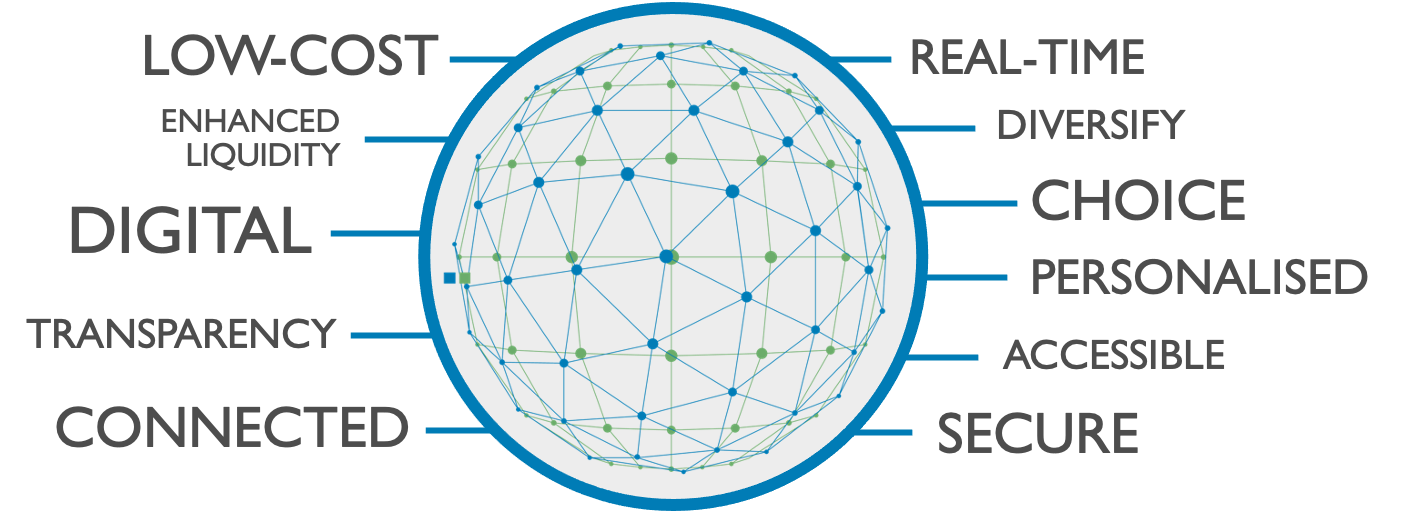 LOW-COST
ENHANCED
LIQUIDITY
DIGITAL
TRANSPARENCY
CONNECTED
REAL-TIME
DIVERSIFY
CHOICE
PERSONALISED
ACCESSIBLE
SECURE